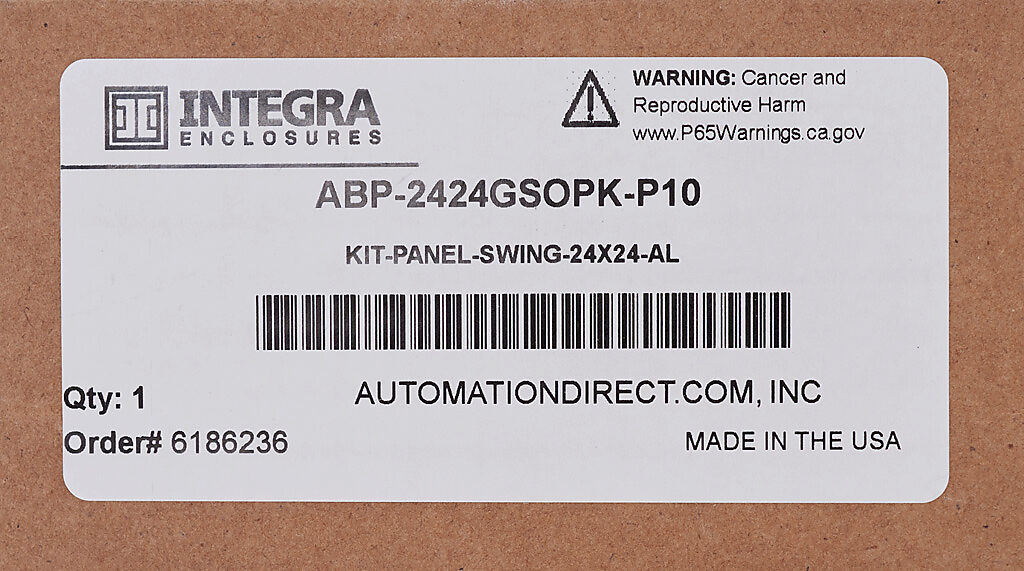 INTEGRA
ENCLOSURES
WARNING: Cancer and
Reproductive Harm
www.P65Warnings.ca.gov
ABP-2424GSOPK-P10
KIT-PANEL-SWING-24X24-AL
Qty: 1
AUTOMATIONDIRECT.COM, INC
Order# 6186236
MADE IN THE USA